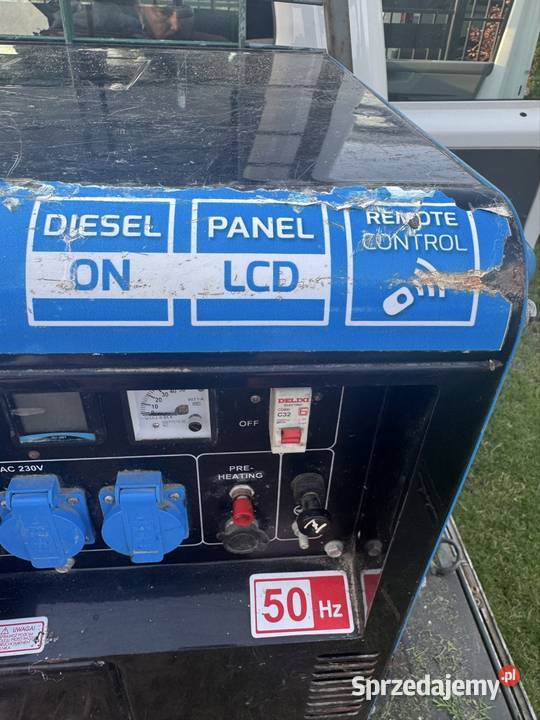 DIESEL
ON
PANEL
LCD
REMOTE
CONTROL
DELIXI
C32
OFF
AC 230V
PRE-
HEATING
50 Hz
UWAGA!
Sprzedajemy.pl